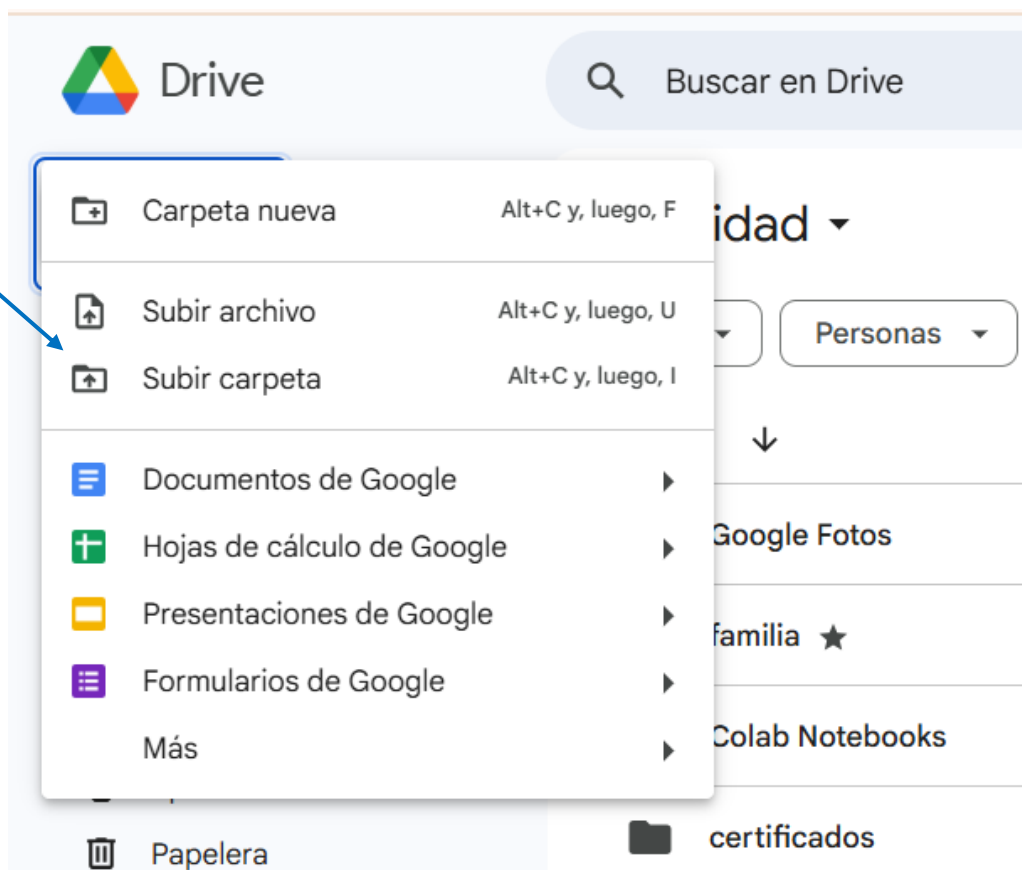 Drive
Buscar en Drive
Carpeta nueva Alt+C y, luego, F
idad
Subir archivo Alt+C y, luego, U
Personas
Subir carpeta Alt+C y, luego, I
Documentos de Google
Google Fotos
Hojas de cálculo de Google
Presentaciones de Google
familia
Formularios de Google
Colab Notebooks
Más
certificados
Papelera